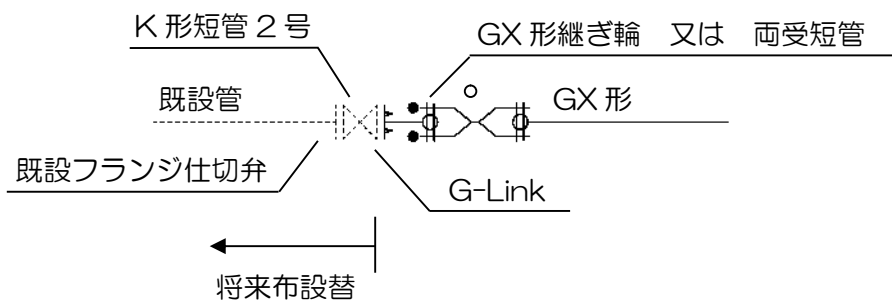 K形短管2号
GX形継ぎ輪　又は　両受短管
既設管
GX形
既設フランジ仕切弁
G-Link
将来布設替